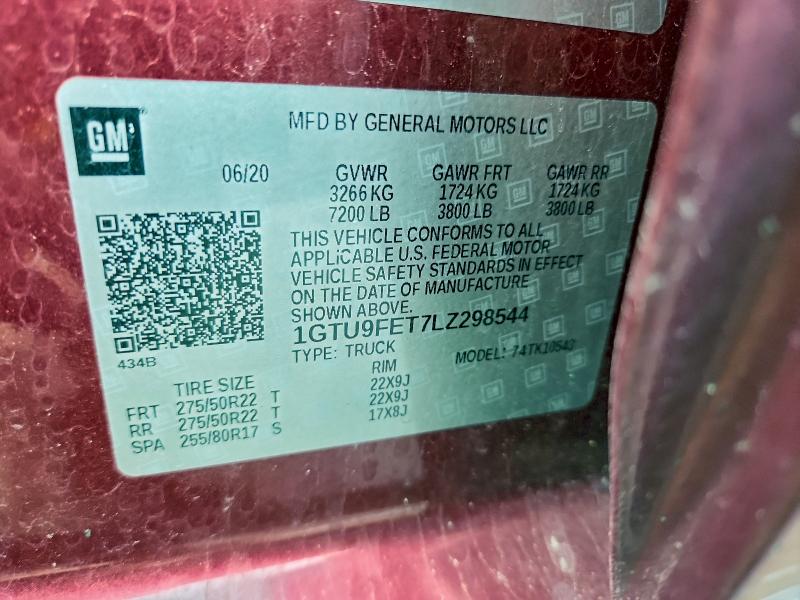 GM
MFD BY GENERAL MOTORS LLC
06/20 GVWR GAWR FRT GAWR RR
3266 KG 1724 KG 1724 KG
7200 LB 3800 LB 3800 LB
THIS VEHICLE CONFORMS TO ALL
APPLICABLE U.S. FEDERAL MOTOR
VEHICLE SAFETY STANDARDS IN EFFECT
ON THE DATE OF MANUFACTURE
SHOWN ABOVE.
1GTU9FET7LZ298544
TYPE: TRUCK MODEL: 74TK10543
434B
TIRE SIZE RIM
FRT 275/50R22 T 22X9J
RR 275/50R22 T 22X9J
SPA 255/80R17 S 17X8J